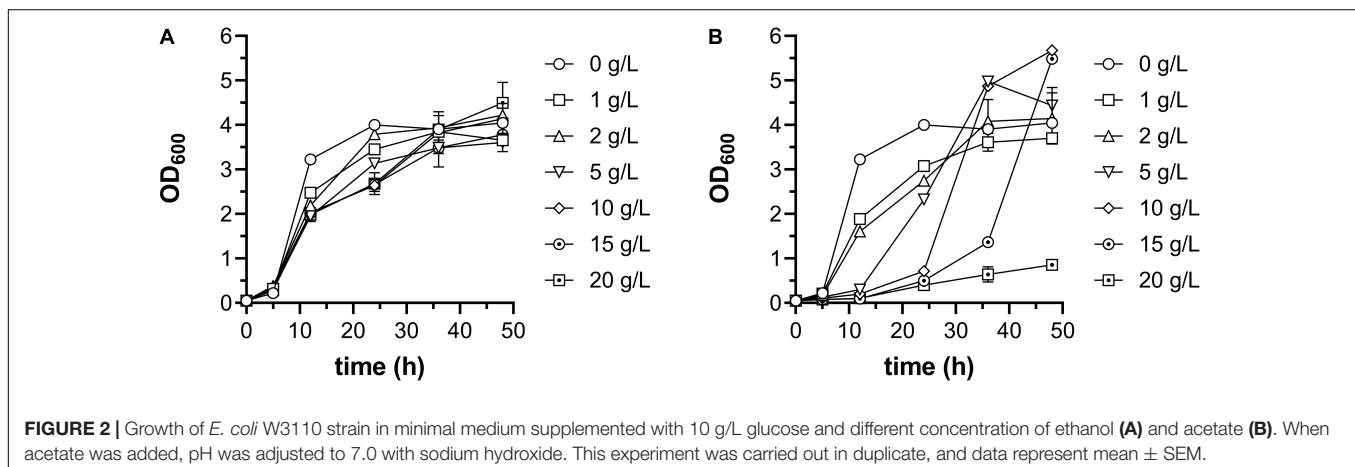 A
6
5
4
3
2
1
0
OD600
0 10 20 30 40 50
time (h)
0 g/L
1 g/L
2 g/L
5 g/L
10 g/L
15 g/L
20 g/L
B
6
5
4
3
2
1
0
OD600
0 10 20 30 40 50
time (h)
0 g/L
1 g/L
2 g/L
5 g/L
10 g/L
15 g/L
20 g/L
FIGURE 2 | Growth of E. coli W3110 strain in minimal medium supplemented with 10 g/L glucose and different concentration of ethanol (A) and acetate (B). When
acetate was added, pH was adjusted to 7.0 with sodium hydroxide. This experiment was carried out in duplicate, and data represent mean ± SEM.